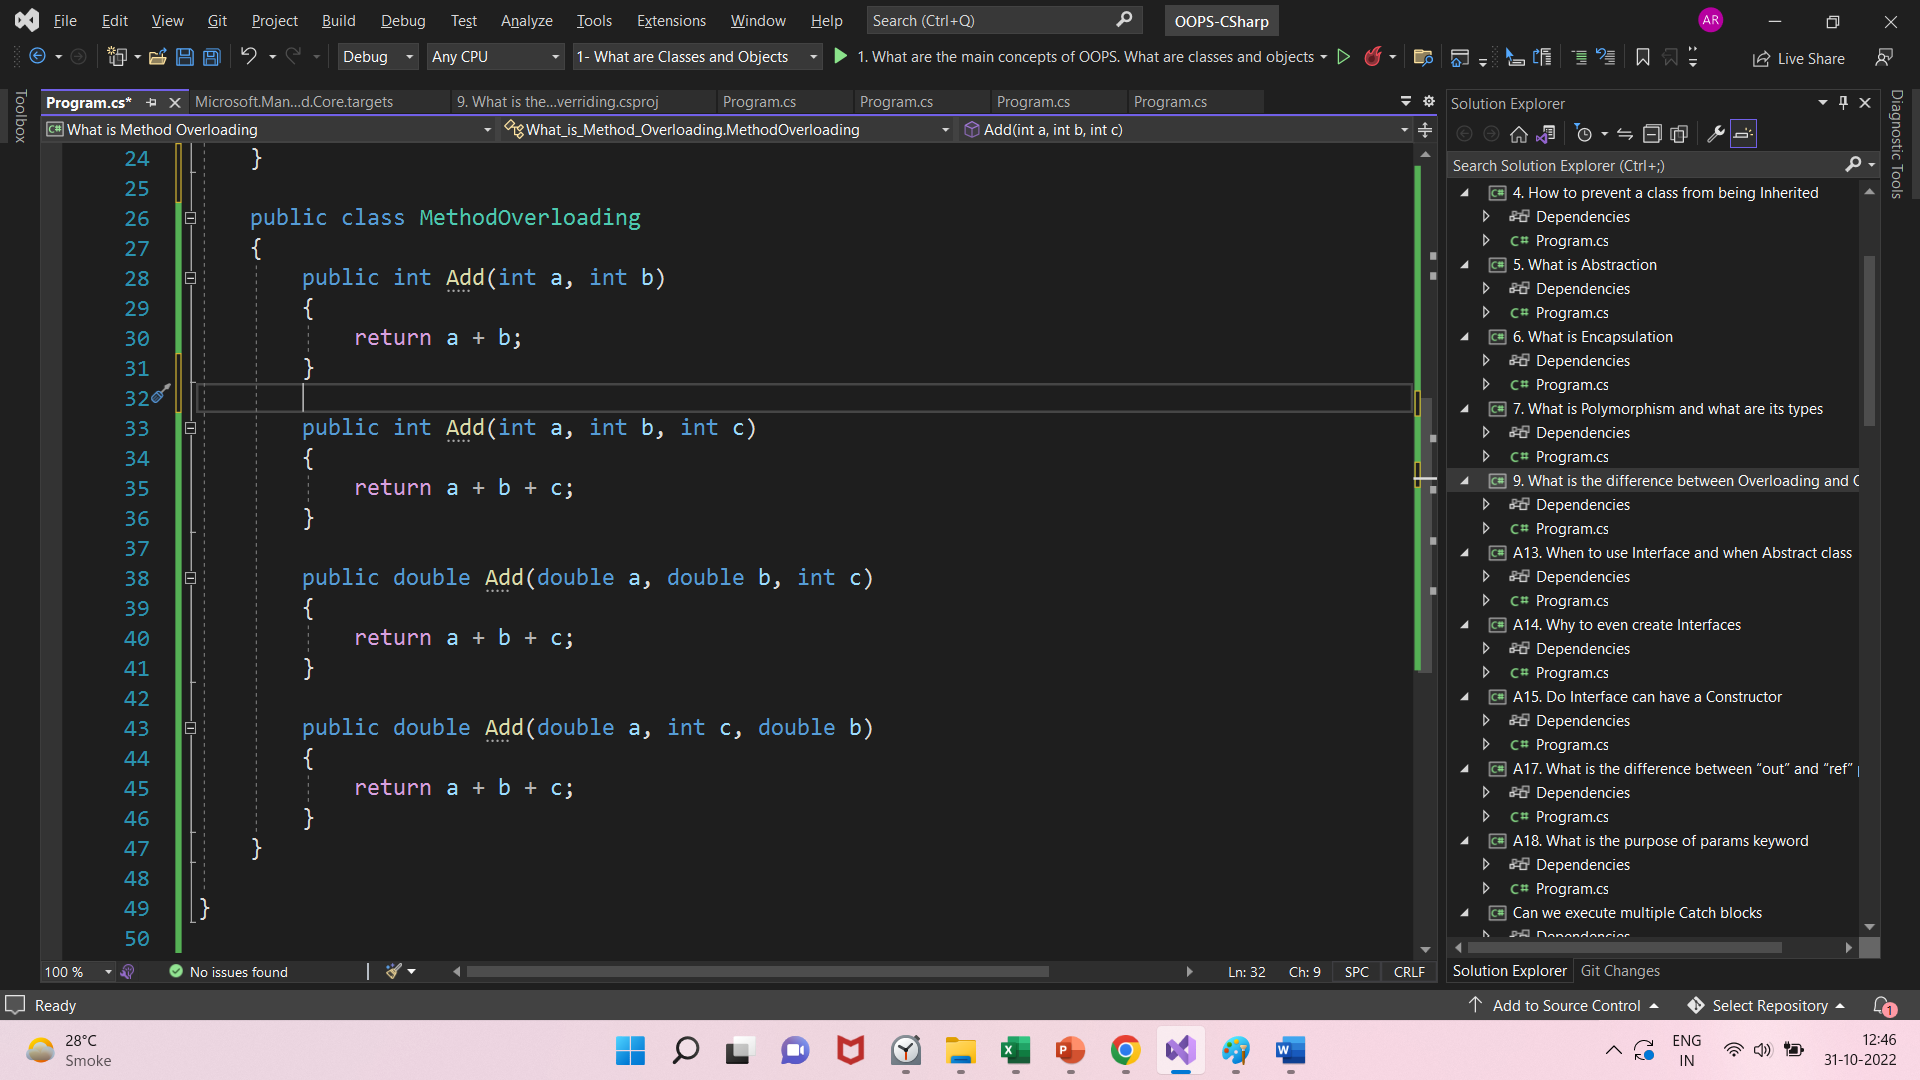 File Edit View Git Project Build Debug Test Analyze Tools Extensions Window Help Search (Ctrl+Q) OOPS-CSharp AR
Debug Any CPU 1- What are Classes and Objects 1. What are the main concepts of OOPS. What are classes and objects Live Share
Toolbox
Program.cs* Microsoft.Man...d.Core.targets 9. What is the...verriding.csproj Program.cs Program.cs Program.cs Program.cs
What is Method Overloading What_is_Method_Overloading.MethodOverloading Add(int a, int b, int c)
24 }
25
26 public class MethodOverloading
27 {
28 public int Add(int a, int b)
29 {
30 return a + b;
31 }
32
33 public int Add(int a, int b, int c)
34 {
35 return a + b + c;
36 }
37
38 public double Add(double a, double b, int c)
39 {
40 return a + b + c;
41 }
42
43 public double Add(double a, int c, double b)
44 {
45 return a + b + c;
46 }
47 }
48
49 }
50
100 % No issues found Ln: 32 Ch: 9 SPC CRLF
Solution Explorer
Search Solution Explorer (Ctrl+;)
C# 4. How to prevent a class from being Inherited
Dependencies
C# Program.cs
C# 5. What is Abstraction
Dependencies
C# Program.cs
C# 6. What is Encapsulation
Dependencies
C# Program.cs
C# 7. What is Polymorphism and what are its types
Dependencies
C# Program.cs
C# 9. What is the difference between Overloading and
Dependencies
C# Program.cs
C# A13. When to use Interface and when Abstract class
Dependencies
C# Program.cs
C# A14. Why to even create Interfaces
Dependencies
C# Program.cs
C# A15. Do Interface can have a Constructor
Dependencies
C# Program.cs
C# A17. What is the difference between “out” and “ref”
Dependencies
C# Program.cs
C# A18. What is the purpose of params keyword
Dependencies
C# Program.cs
C# Can we execute multiple Catch blocks
Dependencies
Solution Explorer Git Changes
Diagnostic Tools
Ready Add to Source Control Select Repository 1
28°C
Smoke
ENG
IN
12:46
31-10-2022